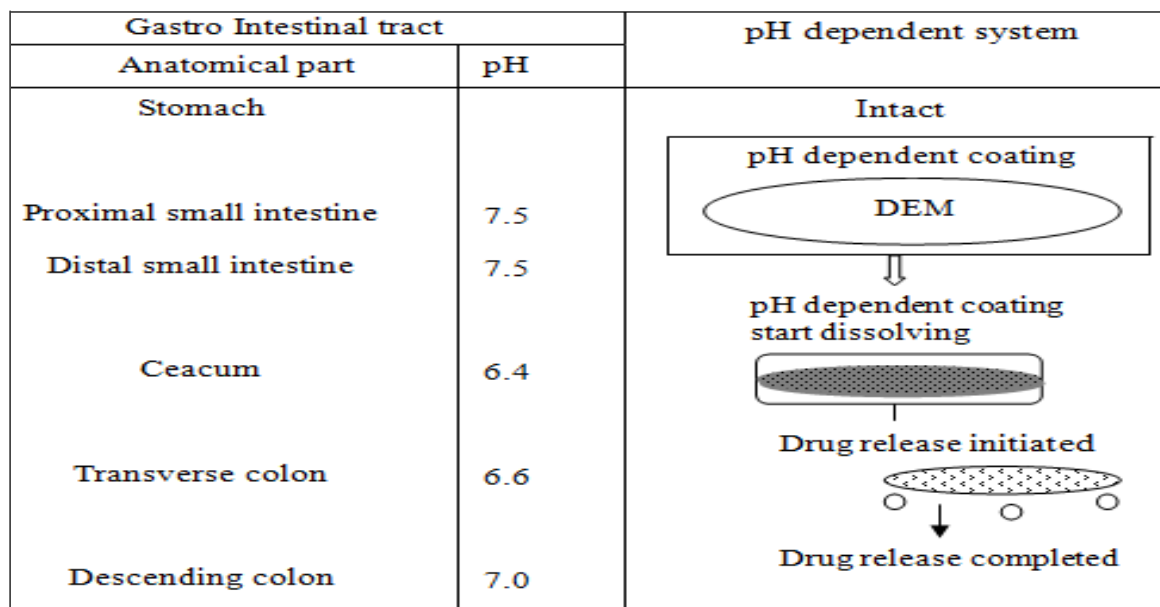 Gastro Intestinal tract
pH dependent system
Anatomical part
pH
Stomach
Intact
pH dependent coating
Proximal small intestine
7.5
DEM
Distal small intestine
7.5
pH dependent coating
start dissolving
Ceacum
6.4
Drug release initiated
Transverse colon
6.6
Drug release completed
Descending colon
7.0